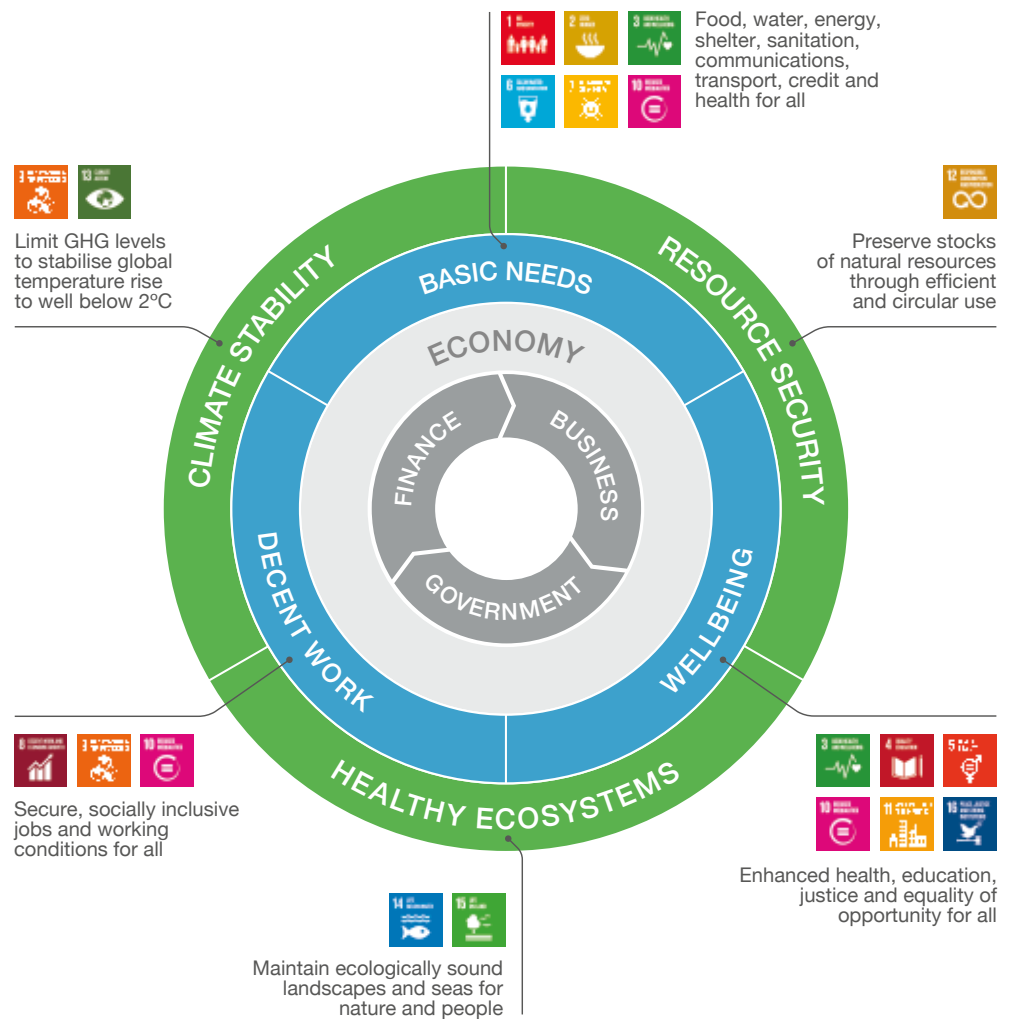 1
2
3
Food, water, energy,
shelter, sanitation,
communications,
transport, credit and
health for all
6
7
10
13
12
Limit GHG levels
to stabilise global
temperature rise
to well below 2°C
Preserve stocks
of natural resources
through efficient
and circular use
CLIMATE STABILITY
RESOURCE SECURITY
BASIC NEEDS
ECONOMY
FINANCE
BUSINESS
GOVERNMENT
DECENT WORK
WELLBEING
HEALTHY ECOSYSTEMS
8
10
Secure, socially inclusive
jobs and working
conditions for all
3
4
5
10
11
16
Enhanced health, education,
justice and equality of
opportunity for all
14
15
Maintain ecologically sound
landscapes and seas for
nature and people